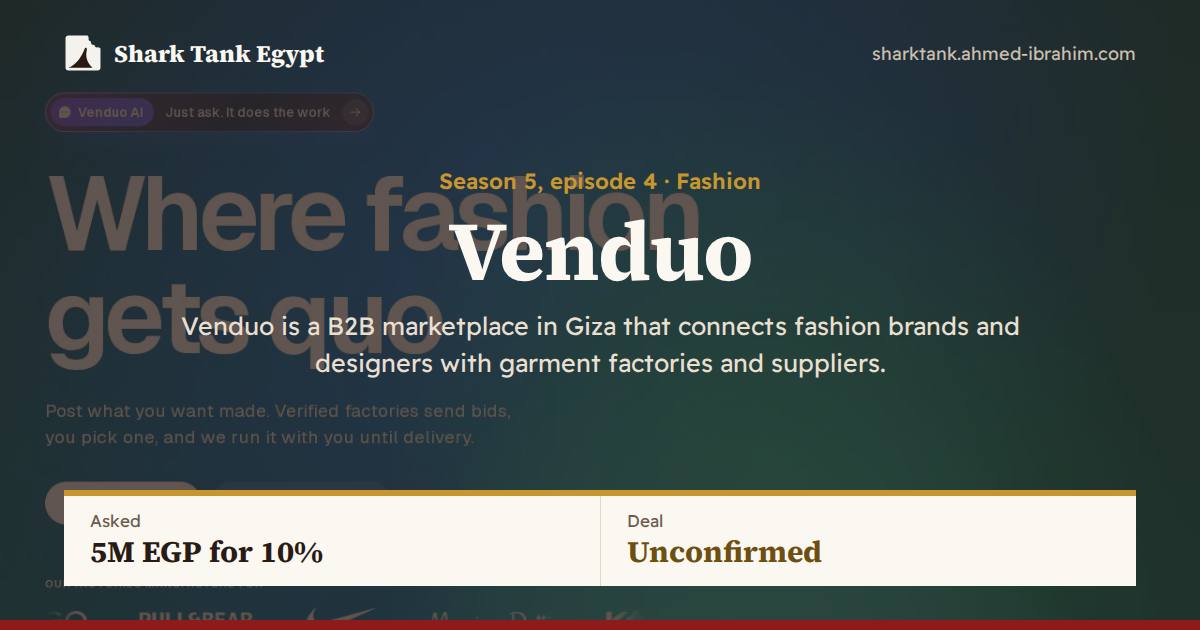 Shark Tank Egypt
sharktank.ahmed-ibrahim.com
Venduo AI Just ask. It does the work →
Season 5, episode 4 · Fashion
Where fashion
gets quo
Venduo
Venduo is a B2B marketplace in Giza that connects fashion brands and
designers with garment factories and suppliers.
Post what you want made. Verified factories send bids,
you pick one, and we run it with you until delivery.
Asked
5M EGP for 10%
Deal
Unconfirmed
PULL&BEAR